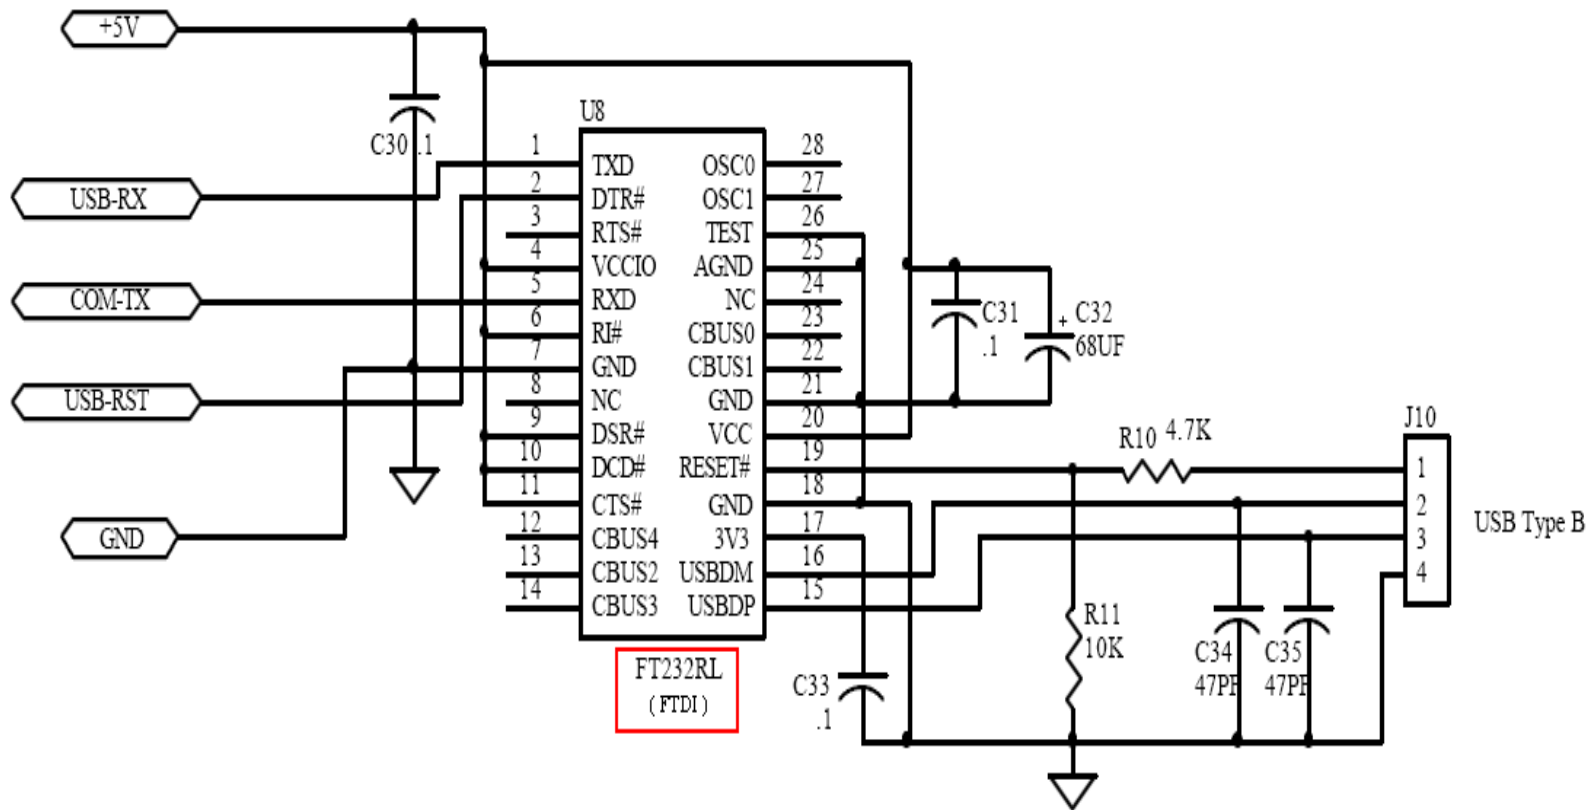 +5V
U8
C30 .1
1 TXD OSC0 28
USB-RX
2 DTR# OSC1 27
3 RTS# TEST 26
4 VCCIO AGND 25
COM-TX
5 RXD NC 24
6 RI# CBUS0 23
C31 .1
+ C32 68UF
7 GND CBUS1 22
USB-RST
8 NC GND 21
9 DSR# VCC 20
R10 4.7K
J10
10 DCD# RESET# 19
1
11 CTS# GND 18
2
USB Type B
GND
12 CBUS4 3V3 17
3
13 CBUS2 USBDM 16
4
14 CBUS3 USBDP 15
R11
10K
C34
47PF
C35
47PF
FT232RL
( FTDI )
C33
.1